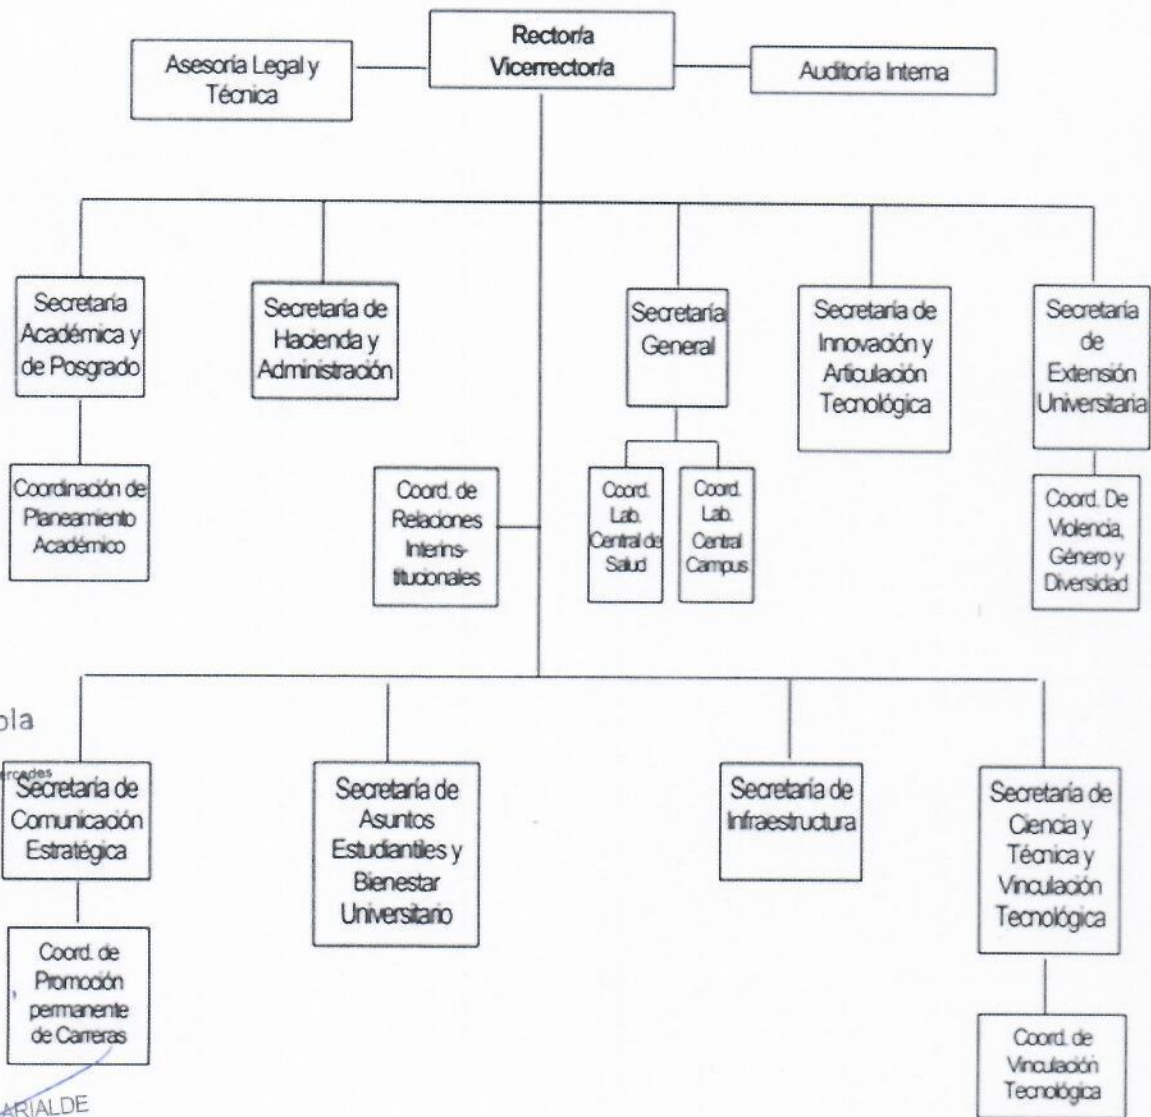 Rector/a
Vicerrector/a
Asesoría Legal y
Técnica
Auditoría Interna
Secretaría
Académica y
de Posgrado
Secretaría de
Hacienda y
Administración
Secretaría
General
Secretaría de
Innovación y
Articulación
Tecnológica
Secretaría
de
Extensión
Universitaria
Coordinación de
Planeamiento
Académico
Coord. de
Relaciones
Interins-
titucionales
Coord.
Lab.
Central de
Salud
Coord.
Lab.
Central
Campus
Coord. De
Violencia,
Género y
Diversidad
Secretaría de
Comunicación
Estratégica
Secretaría de
Asuntos
Estudiantiles y
Bienestar
Universitario
Secretaría de
Infraestructura
Secretaría de
Ciencia y
Técnica y
Vinculación
Tecnológica
Coord. de
Promoción
permanente
de Carreras
Coord. de
Vinculación
Tecnológica
ARIALDE